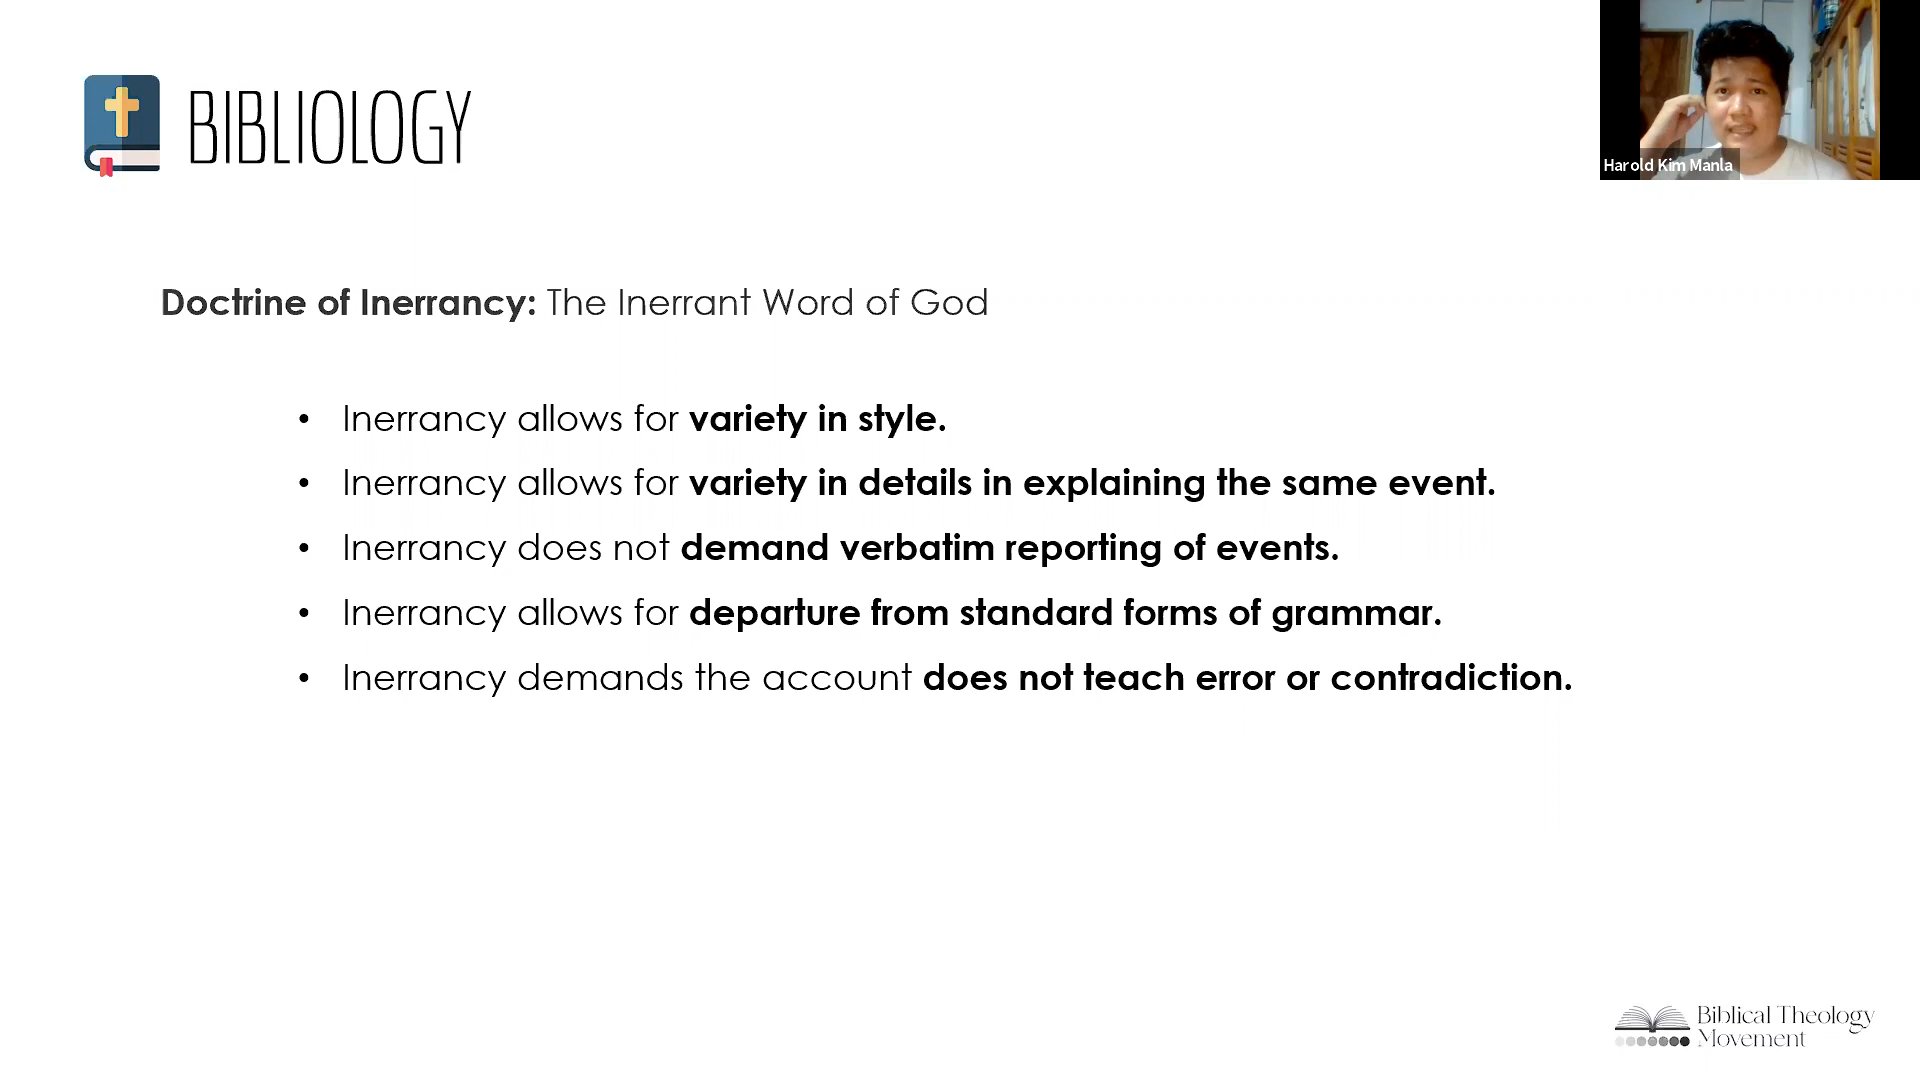 BIBLIOLOGY
Harold Kim Manla
Doctrine of Inerrancy: The Inerrant Word of God
• Inerrancy allows for variety in style.
• Inerrancy allows for variety in details in explaining the same event.
• Inerrancy does not demand verbatim reporting of events.
• Inerrancy allows for departure from standard forms of grammar.
• Inerrancy demands the account does not teach error or contradiction.
Biblical Theology
Movement